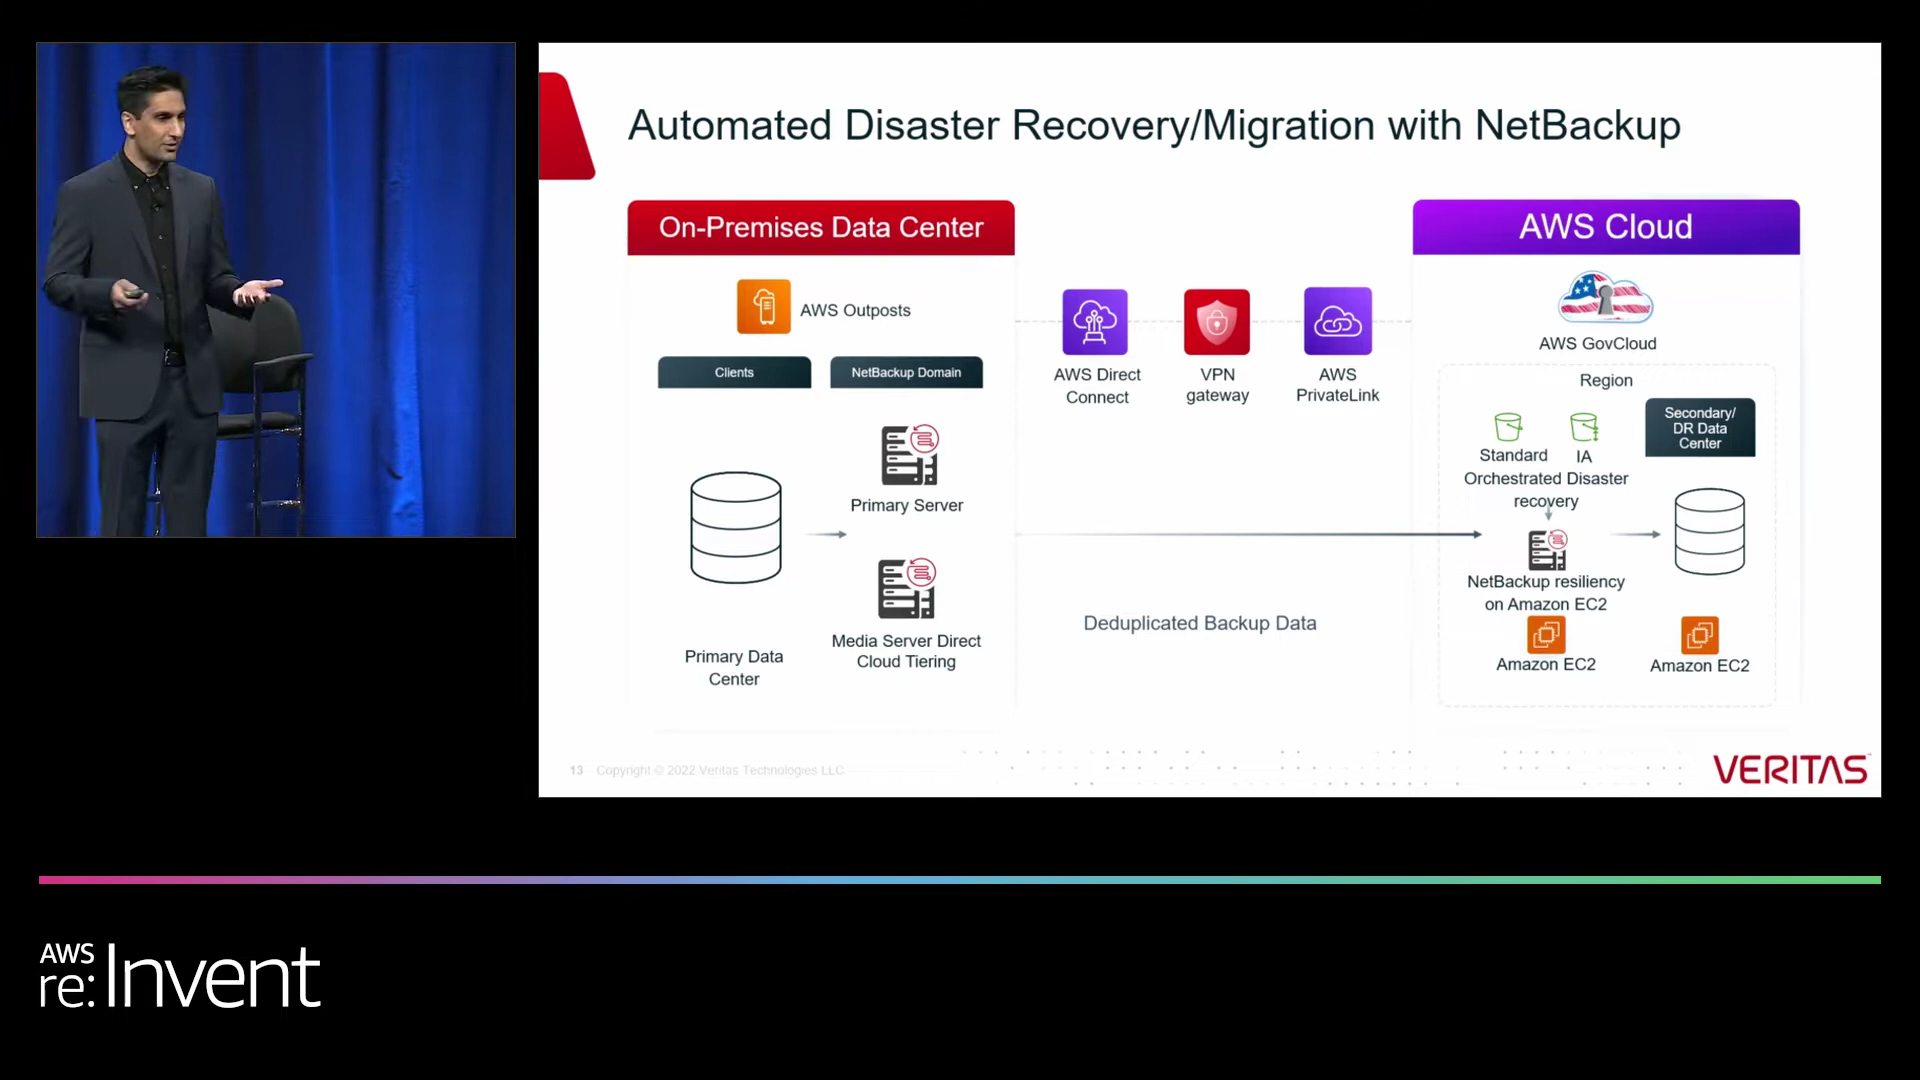 Automated Disaster Recovery/Migration with NetBackup
On-Premises Data Center
AWS Outposts
Clients
NetBackup Domain
Primary Server
Media Server Direct
Cloud Tiering
Primary Data
Center
AWS Direct
Connect
VPN
gateway
AWS
PrivateLink
Deduplicated Backup Data
AWS Cloud
AWS GovCloud
Region
Standard
IA
Secondary/
DR Data
Center
Orchestrated Disaster
recovery
NetBackup resiliency
on Amazon EC2
Amazon EC2
Amazon EC2
13 Copyright © 2022 Veritas Technologies LLC
VERITAS
AWS
re:Invent